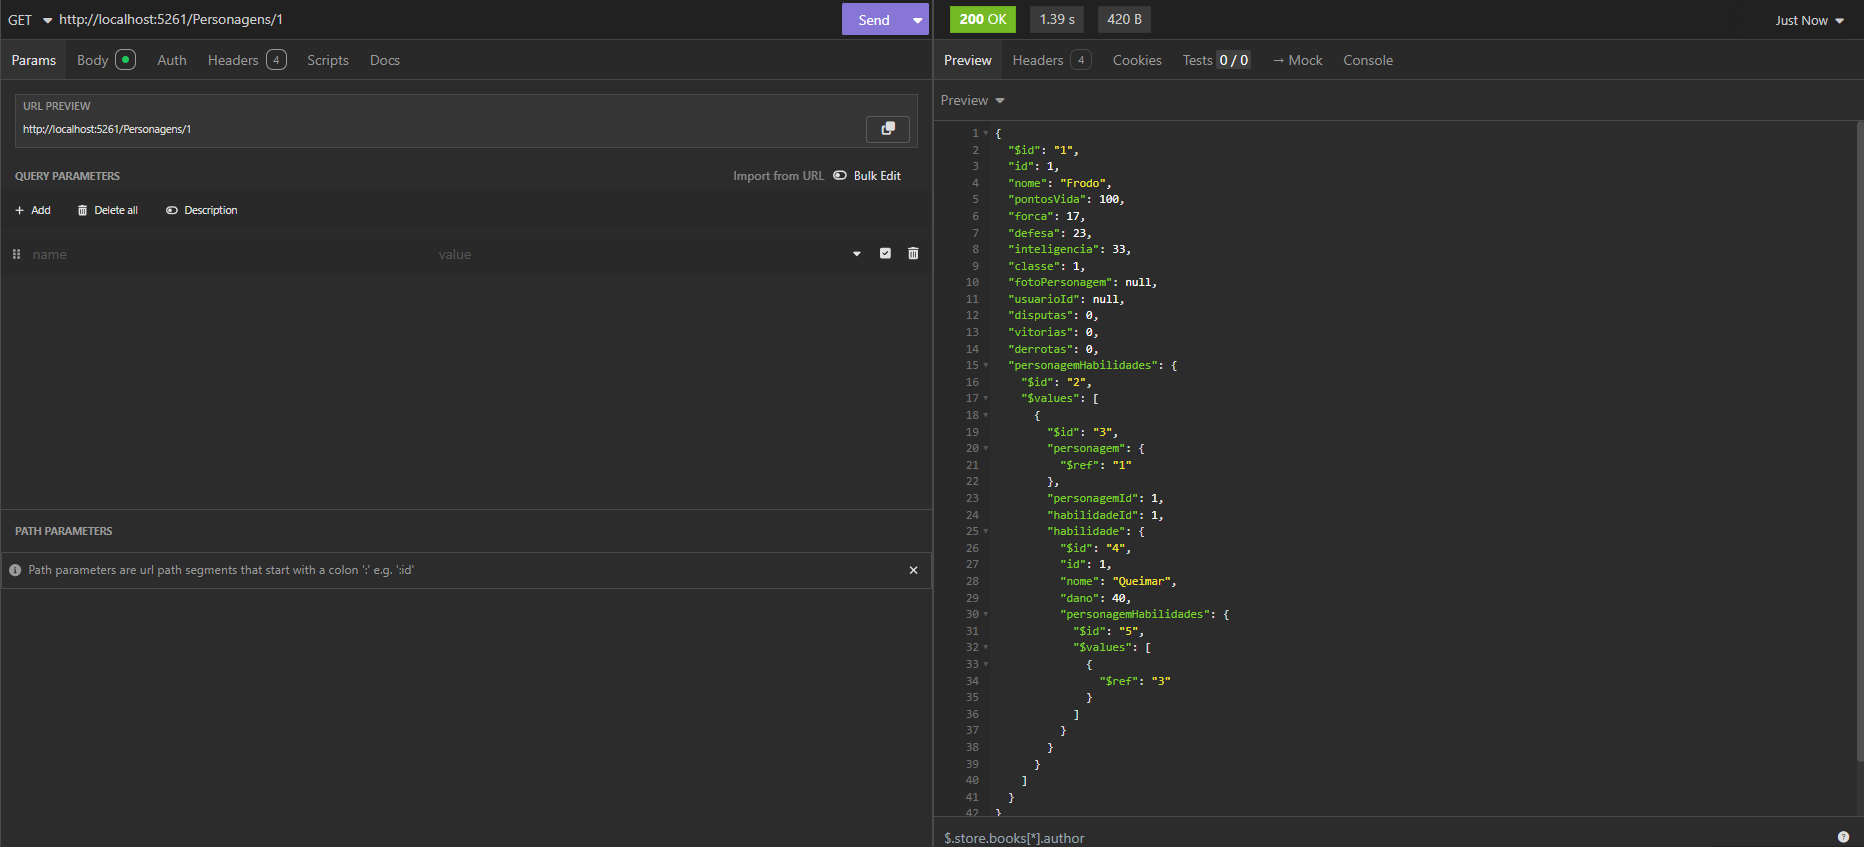 GET http://localhost:5261/Personagens/1 Send
Params Body Auth Headers 4 Scripts Docs
URL PREVIEW
http://localhost:5261/Personagens/1
QUERY PARAMETERS Import from URL Bulk Edit
+ Add Delete all Description
name value
PATH PARAMETERS
Path parameters are url path segments that start with a colon ':' e.g. ':id'
200 OK 1.39 s 420 B Just Now
Preview Headers 4 Cookies Tests 0 / 0 → Mock Console
Preview
1 {
2 "$id": "1",
3 "id": 1,
4 "nome": "Frodo",
5 "pontosVida": 100,
6 "forca": 17,
7 "defesa": 23,
8 "inteligencia": 33,
9 "classe": 1,
10 "fotoPersonagem": null,
11 "usuarioId": null,
12 "disputas": 0,
13 "vitorias": 0,
14 "derrotas": 0,
15 "personagemHabilidades": {
16 "$id": "2",
17 "$values": [
18 {
19 "$id": "3",
20 "personagem": {
21 "$ref": "1"
22 },
23 "personagemId": 1,
24 "habilidadeId": 1,
25 "habilidade": {
26 "$id": "4",
27 "id": 1,
28 "nome": "Queimar",
29 "dano": 40,
30 "personagemHabilidades": {
31 "$id": "5",
32 "$values": [
33 {
34 "$ref": "3"
35 }
36 ]
37 }
38 }
39 }
40 ]
41 }
42 }
$.store.books[*].author